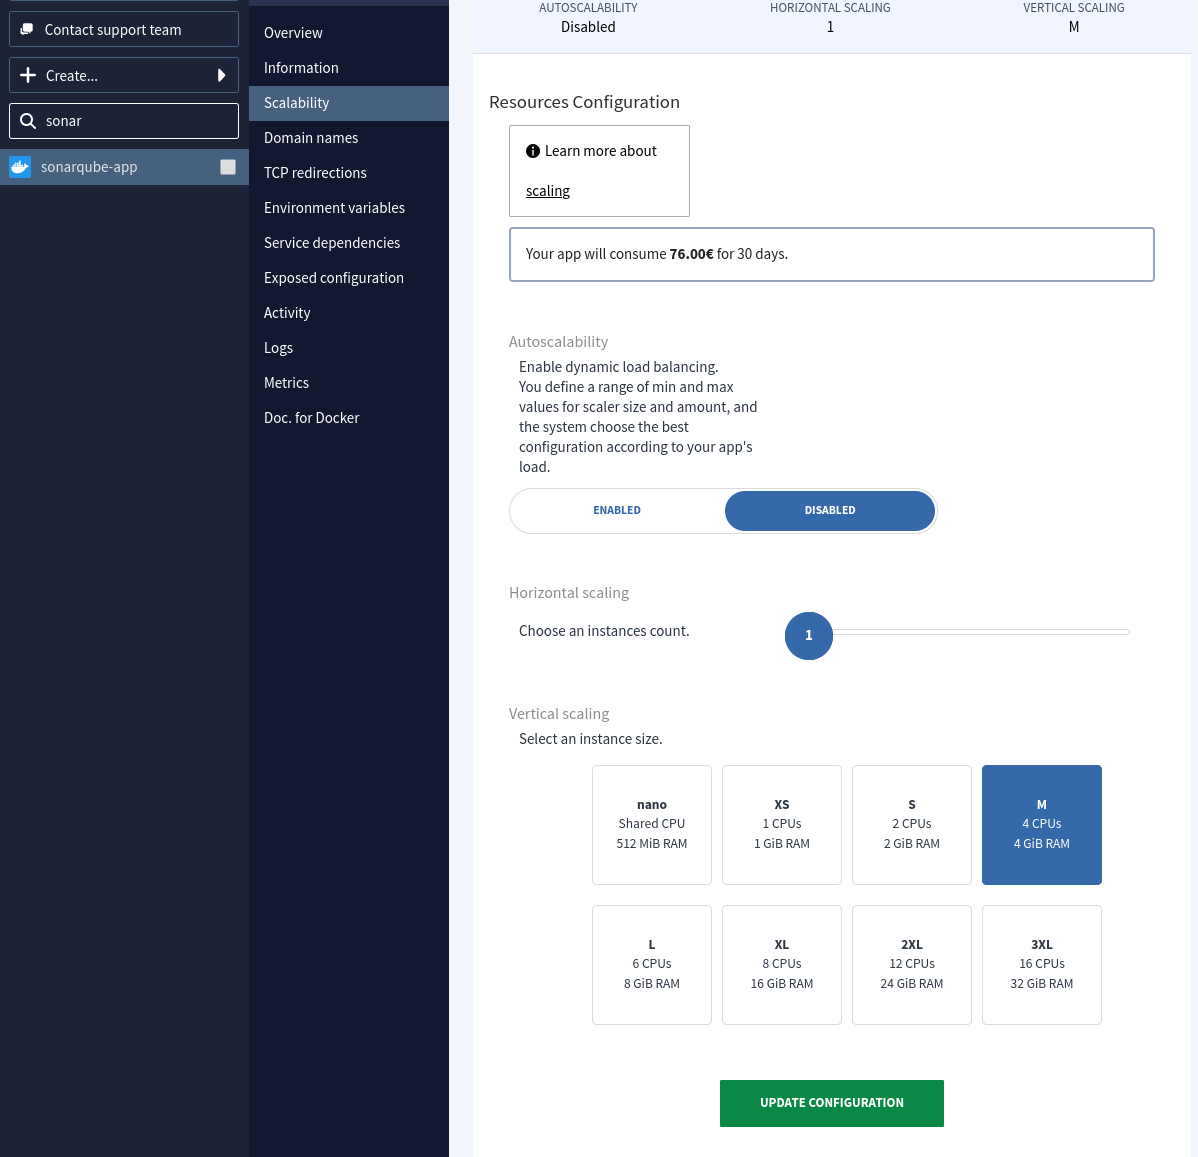 Contact support team
Create...
sonar
sonarqube-app
Overview
Information
Scalability
Domain names
TCP redirections
Environment variables
Service dependencies
Exposed configuration
Activity
Logs
Metrics
Doc. for Docker
AUTOSCALABILITY
Disabled
HORIZONTAL SCALING
1
VERTICAL SCALING
M
Resources Configuration
Learn more about
scaling
Your app will consume 76.00€ for 30 days.
Autoscalability
Enable dynamic load balancing.
You define a range of min and max
values for scaler size and amount, and
the system choose the best
configuration according to your app's
load.
ENABLED
DISABLED
Horizontal scaling
Choose an instances count.
1
Vertical scaling
Select an instance size.
nano
Shared CPU
512 MiB RAM
XS
1 CPUs
1 GiB RAM
S
2 CPUs
2 GiB RAM
M
4 CPUs
4 GiB RAM
L
6 CPUs
8 GiB RAM
XL
8 CPUs
16 GiB RAM
2XL
12 CPUs
24 GiB RAM
3XL
16 CPUs
32 GiB RAM
UPDATE CONFIGURATION